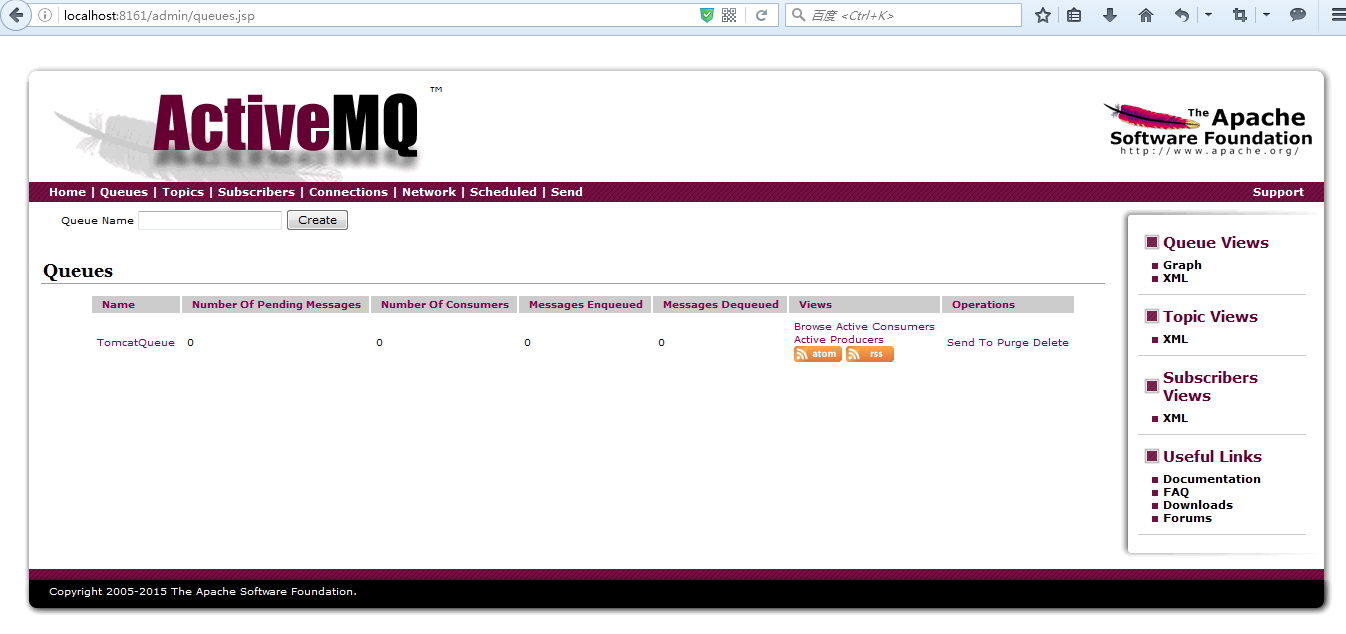 localhost:8161/admin/queues.jsp
百度 <Ctrl+K>
ActiveMQ TM
The Apache
Software Foundation
http://www.apache.org/
Home | Queues | Topics | Subscribers | Connections | Network | Scheduled | Send
Support
Queue Name
Create
Queues
Name Number Of Pending Messages Number Of Consumers Messages Enqueued Messages Dequeued Views Operations
TomcatQueue 0 0 0 0
Browse Active Consumers
Active Producers
atom rss
Send To Purge Delete
Queue Views
Graph
XML
Topic Views
XML
Subscribers
Views
XML
Useful Links
Documentation
FAQ
Downloads
Forums
Copyright 2005-2015 The Apache Software Foundation.